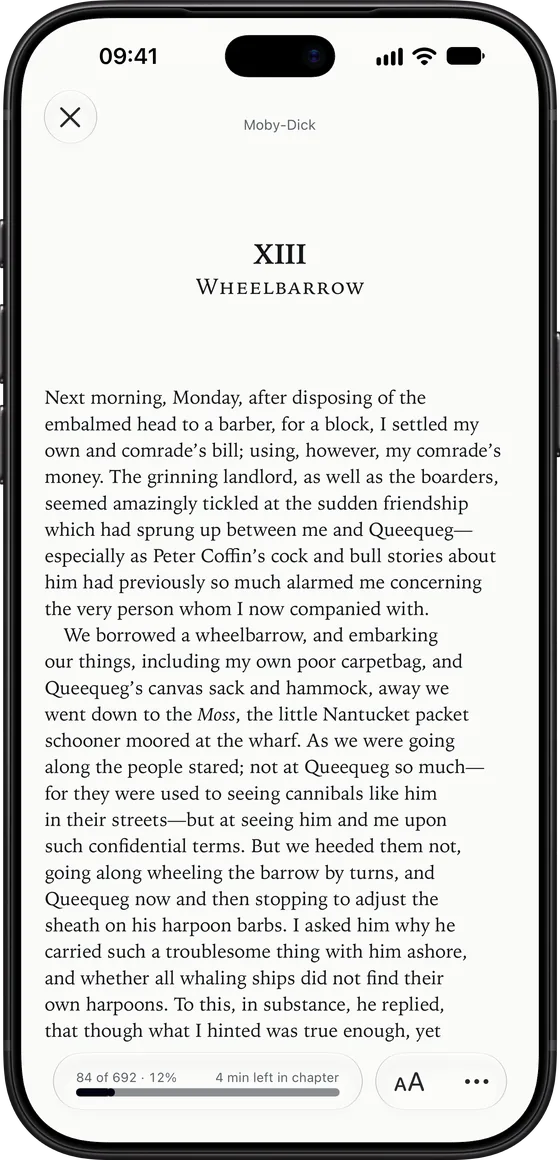 09:41
Moby-Dick
XIII
Wheelbarrow
Next morning, Monday, after disposing of the
embalmed head to a barber, for a block, I settled my
own and comrade’s bill; using, however, my comrade’s
money. The grinning landlord, as well as the boarders,
seemed amazingly tickled at the sudden friendship
which had sprung up between me and Queequeg—
especially as Peter Coffin’s cock and bull stories about
him had previously so much alarmed me concerning
the very person whom I now companied with.
We borrowed a wheelbarrow, and embarking
our things, including my own poor carpetbag, and
Queequeg’s canvas sack and hammock, away we
went down to the Moss, the little Nantucket packet
schooner moored at the wharf. As we were going
along the people stared; not at Queequeg so much—
for they were used to seeing cannibals like him
in their streets—but at seeing him and me upon
such confidential terms. But we heeded them not,
going along wheeling the barrow by turns, and
Queequeg now and then stopping to adjust the
sheath on his harpoon barbs. I asked him why he
carried such a troublesome thing with him ashore,
and whether all whaling ships did not find their
own harpoons. To this, in substance, he replied,
that though what I hinted was true enough, yet
84 of 692 · 12% 4 min left in chapter
AA